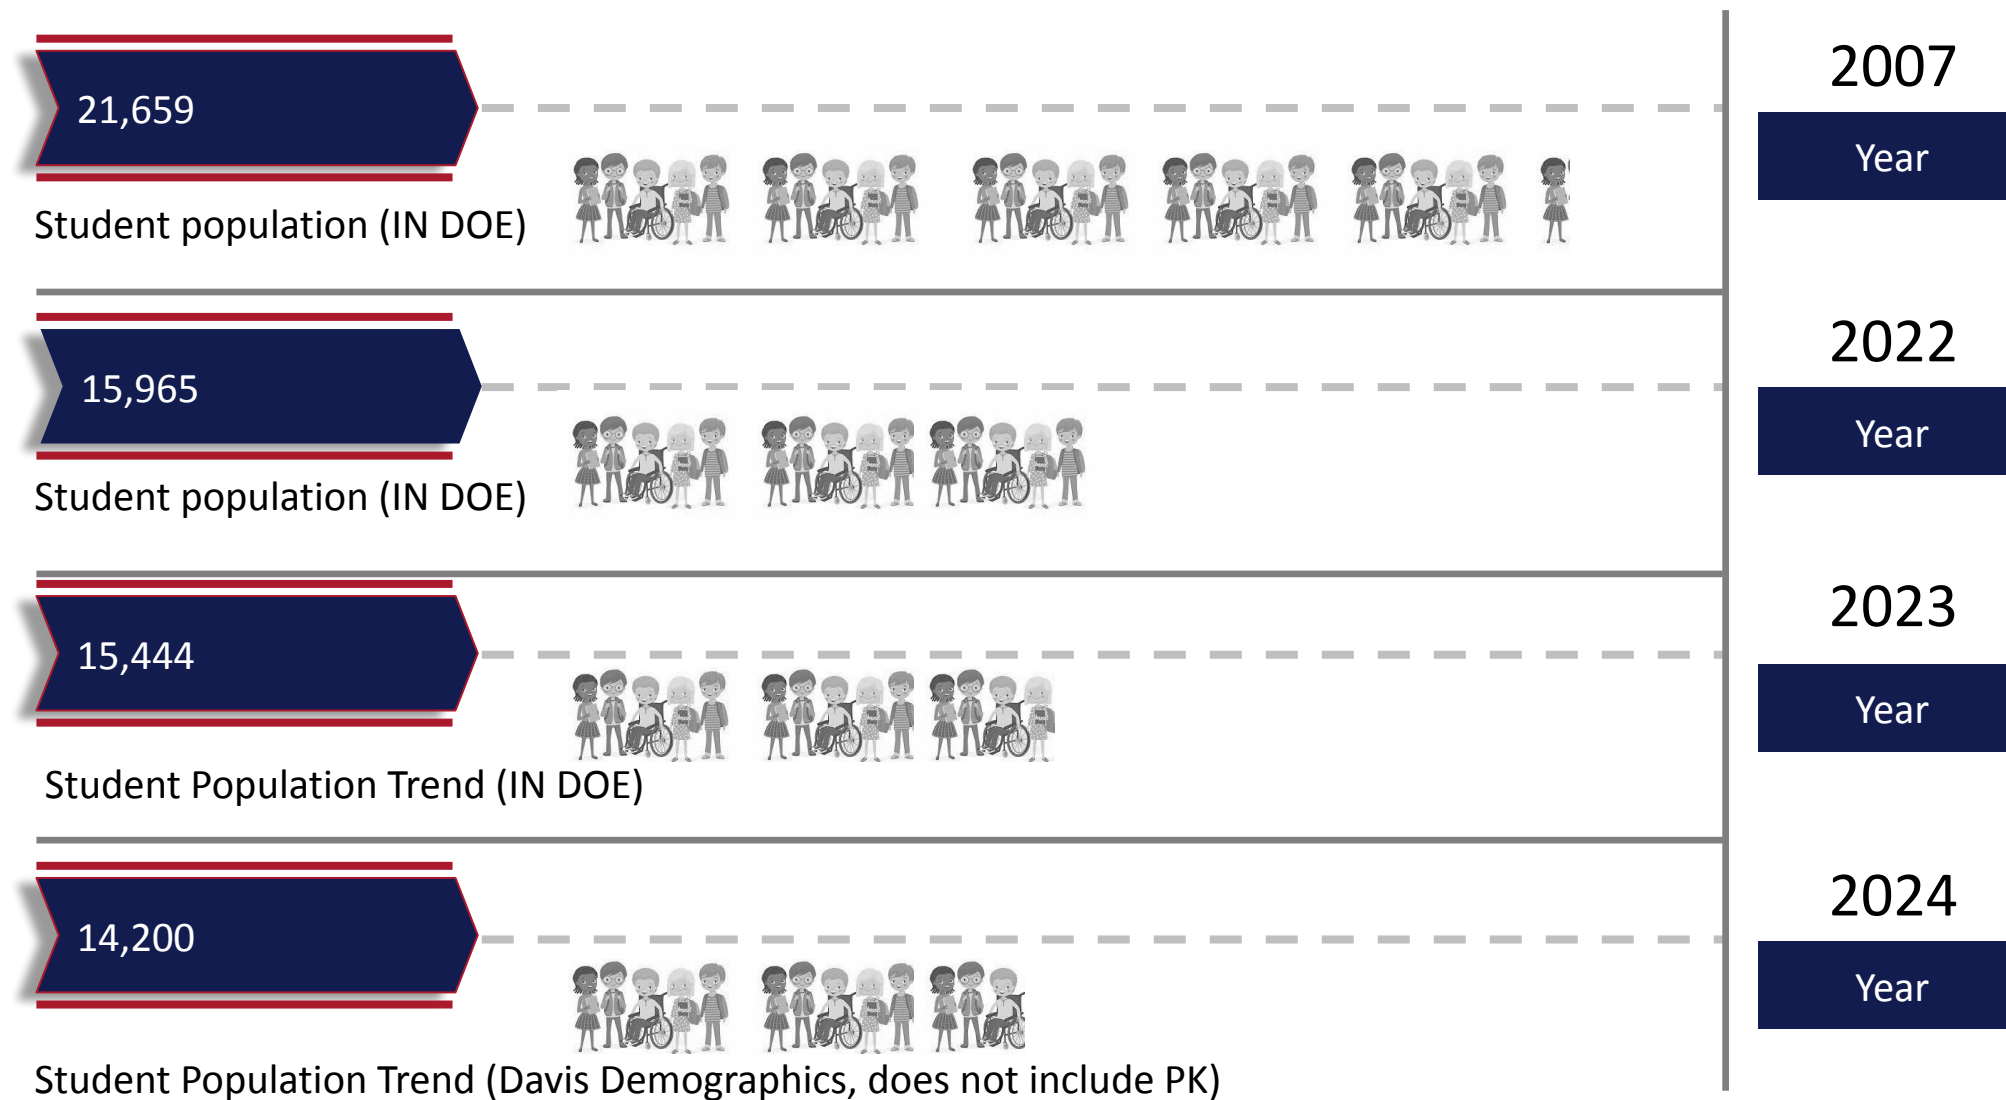 21,659
2007
Year
Student population (IN DOE)
15,965
2022
Year
Student population (IN DOE)
15,444
2023
Year
Student Population Trend (IN DOE)
14,200
2024
Year
Student Population Trend (Davis Demographics, does not include PK)